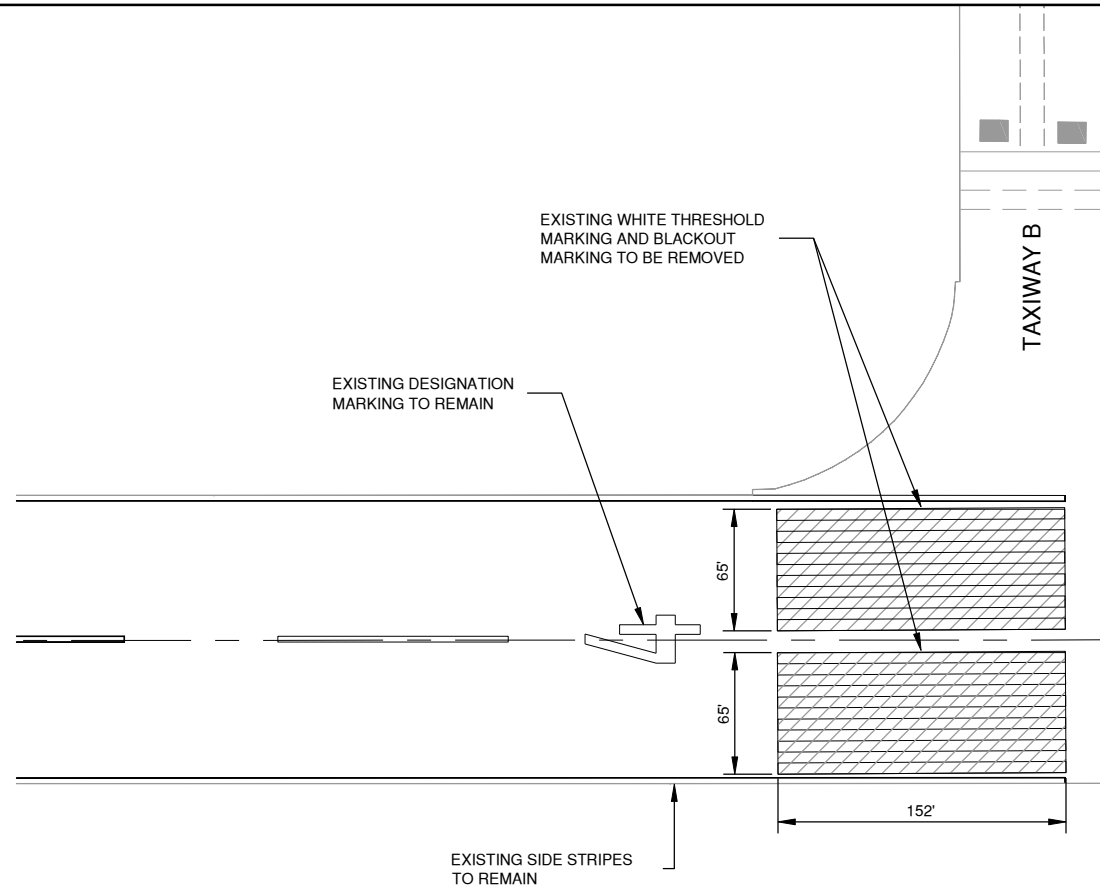 TAXIWAY B
EXISTING WHITE THRESHOLD
MARKING AND BLACKOUT
MARKING TO BE REMOVED
EXISTING DESIGNATION
MARKING TO REMAIN
65'
4
65'
152'
EXISTING SIDE STRIPES
TO REMAIN